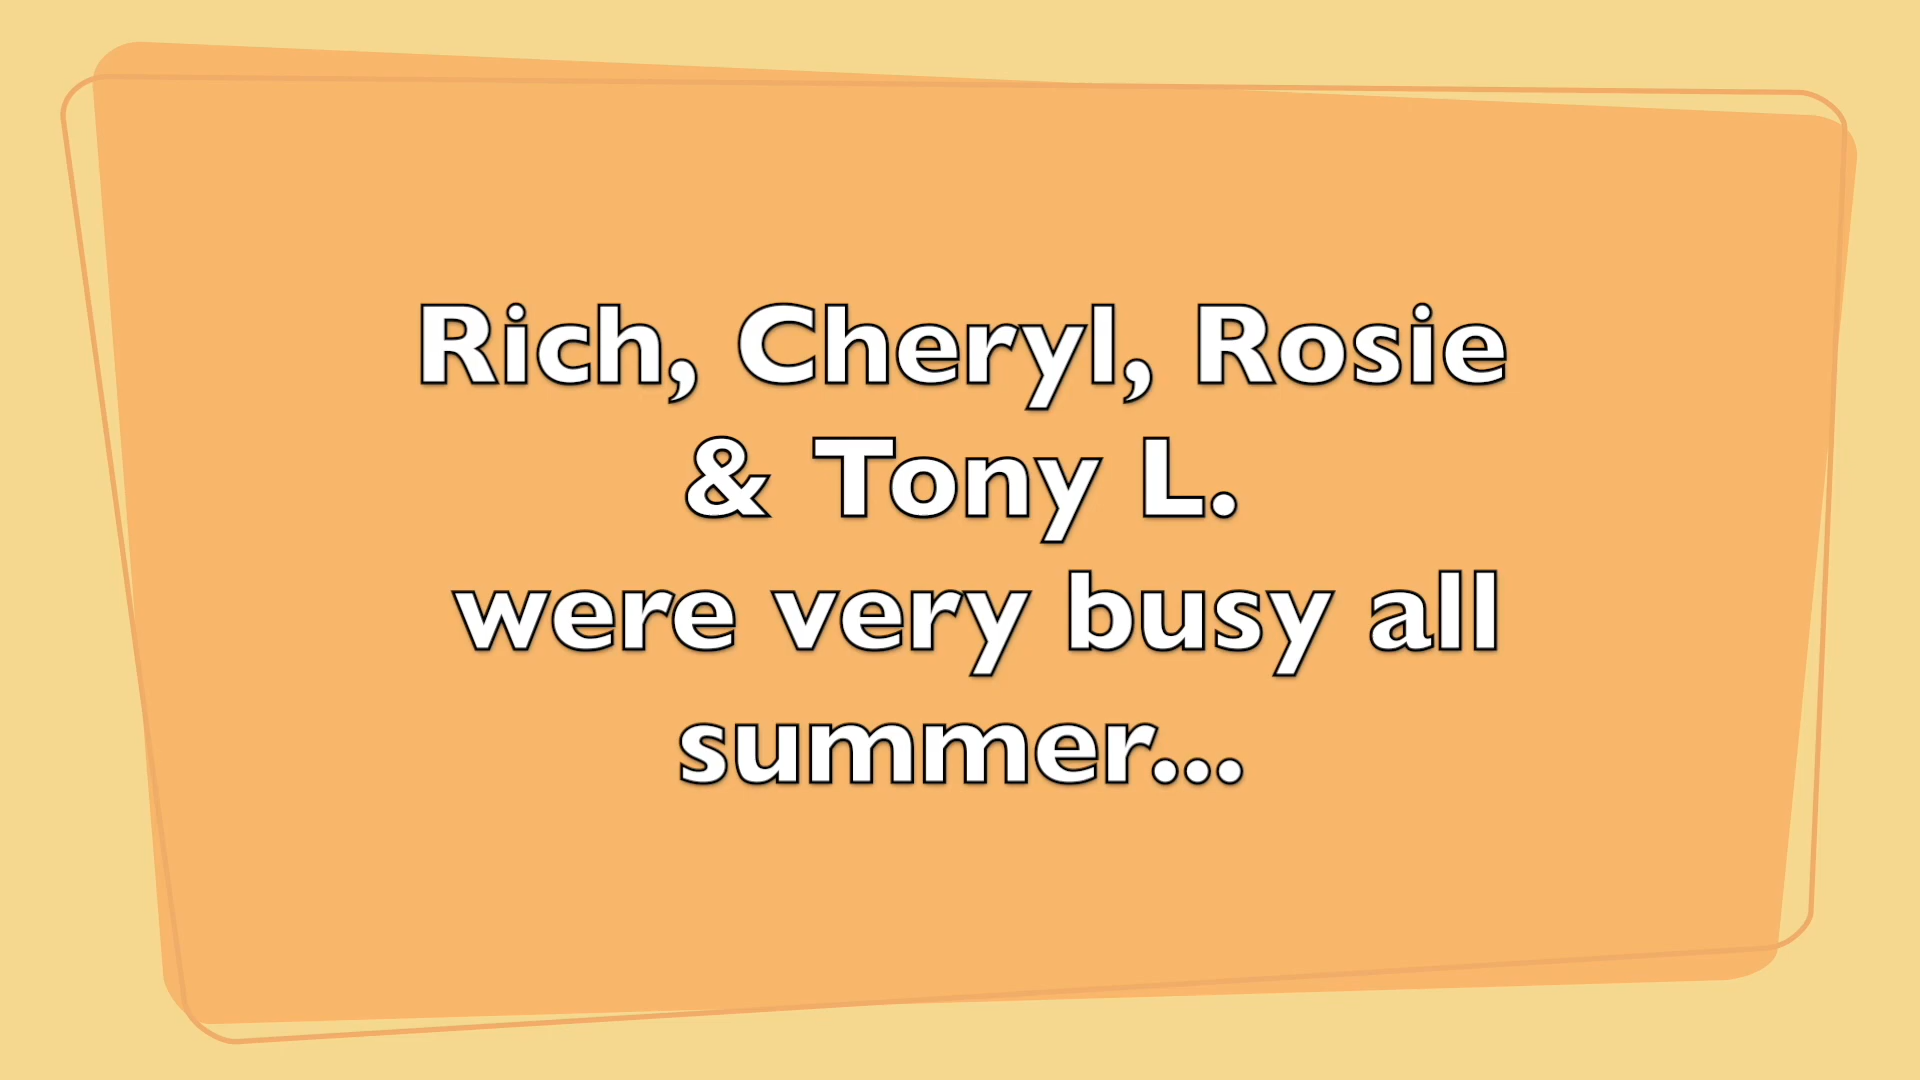 Rich, Cheryl, Rosie
& Tony L.
were very busy all
summer...